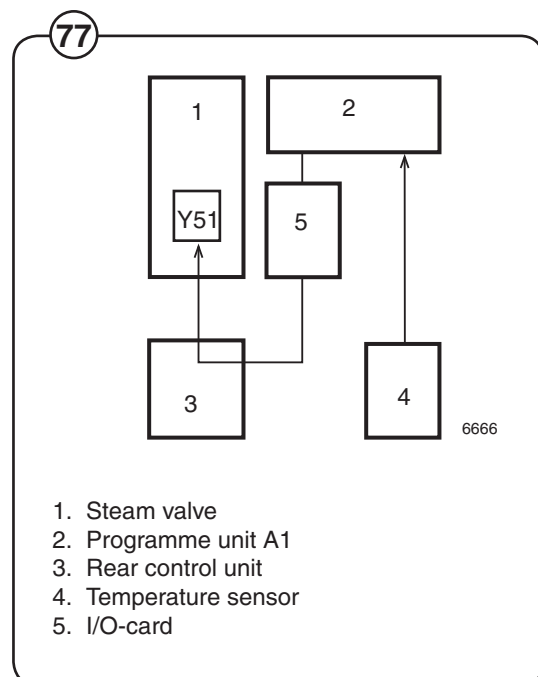 77
1
2
Y51
5
3
4
6666
1. Steam valve
2. Programme unit A1
3. Rear control unit
4. Temperature sensor
5. I/O-card